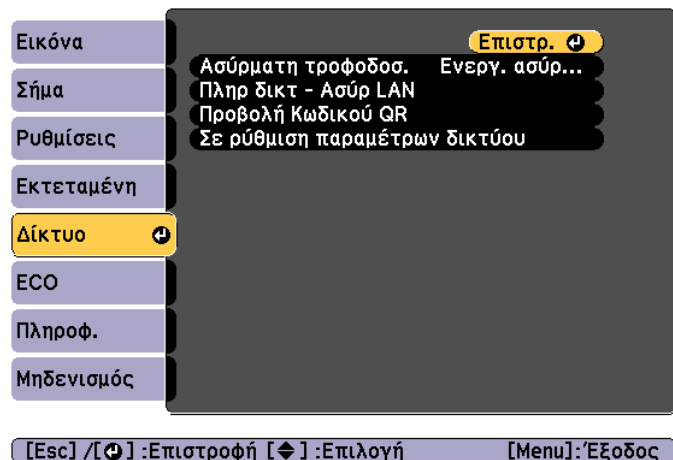 Εικόνα
Σήμα
Ρυθμίσεις
Εκτεταμένη
Δίκτυο
ECO
Πληροφ.
Μηδενισμός
Επιστρ.
Ασύρματη τροφοδοσ. Ενεργ. ασύρ...
Πληρ δικτ - Ασύρ LAN
Προβολή Κωδικού QR
Σε ρύθμιση παραμέτρων δικτύου
[Esc] /[ ] :Επιστροφή [ ] :Επιλογή [Menu]:Έξοδος